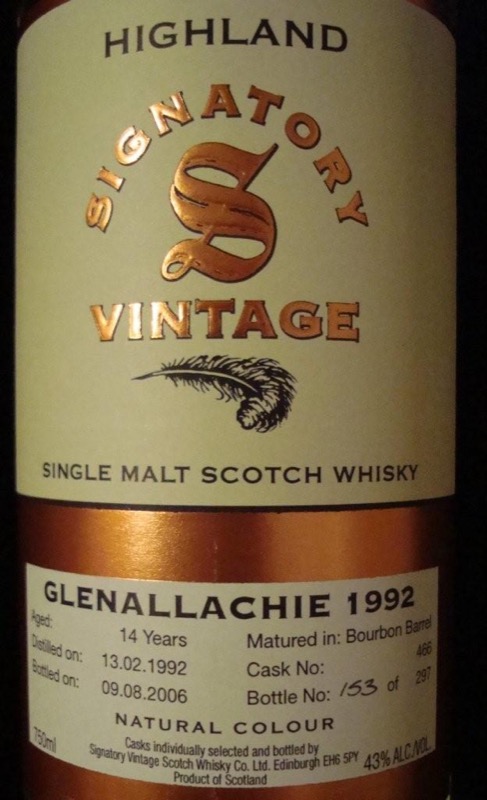 HIGHLAND
SIGNATORY
S
VINTAGE
SINGLE MALT SCOTCH WHISKY
GLENALLACHIE 1992
Aged: 14 Years
Distilled on: 13.02.1992
Bottled on: 09.08.2006
Matured in: Bourbon Barrel
Cask No: 466
Bottle No: 153 of 297
NATURAL COLOUR
750ml
Casks individually selected and bottled by
Signatory Vintage Scotch Whisky Co. Ltd. Edinburgh EH6 5PY
Product of Scotland
43% ALC./VOL.